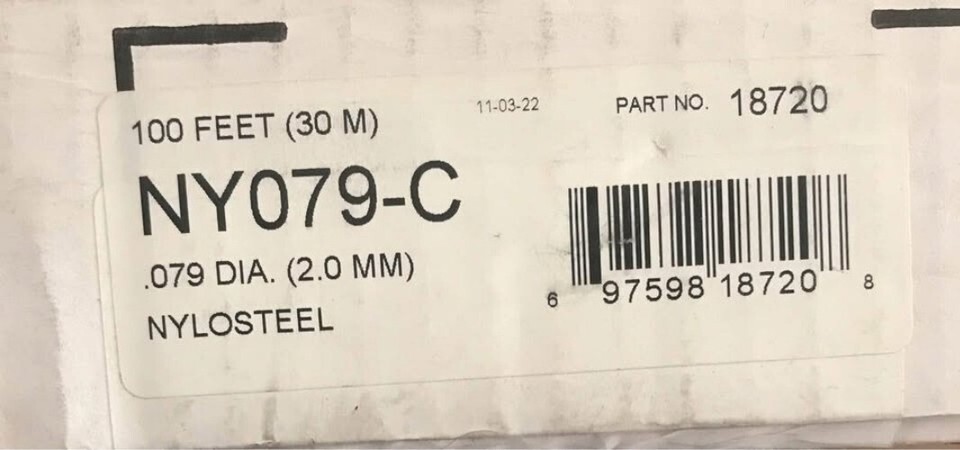 11-03-22
PART NO. 18720
100 FEET (30 M)
NY079-C
.079 DIA. (2.0 MM)
NYLOSTEEL
6 97598 18720 8